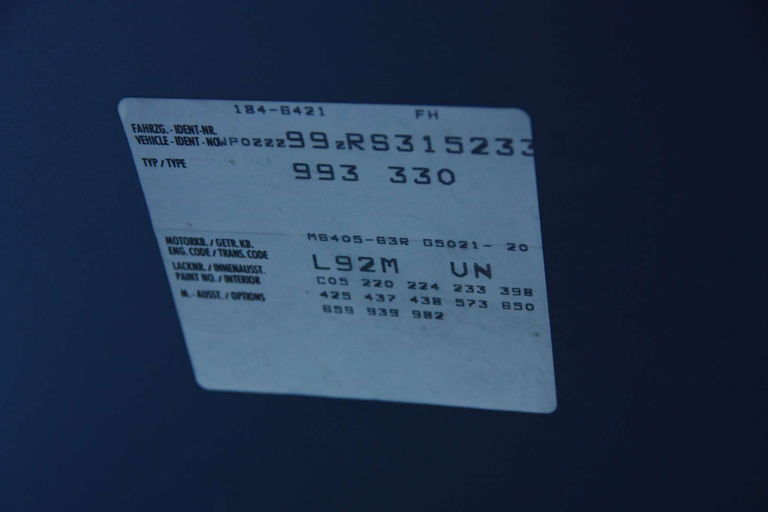 184-6421 FH
FAHRZG.-IDENT-NR.
VEHICLE-IDENT-NO. WP0ZZZ99ZRS315233
TYP / TYPE
993 330
MOTORKB. / GETR. KB. M6405-63R G5021- 20
ENG. CODE / TRANS. CODE
LACKNR. / INNENAUSST. L92M UN
PAINT NO. / INTERIOR C05 220 224 233 398
M.-AUSST. / OPTIONS 425 437 438 573 650
659 939 982